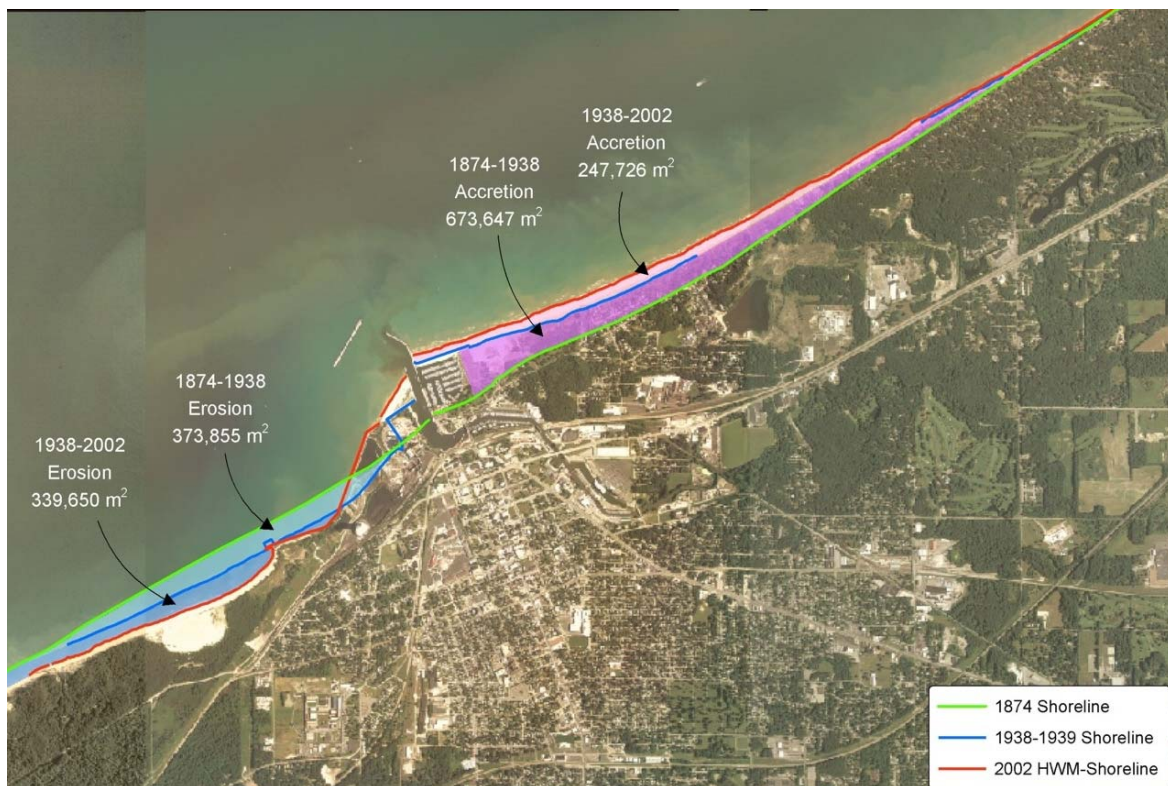 1938-2002
Accretion
247,726 m²
1874-1938
Accretion
673,647 m²
1874-1938
Erosion
373,855 m²
1938-2002
Erosion
339,650 m²
1874 Shoreline
1938-1939 Shoreline
2002 HWM-Shoreline